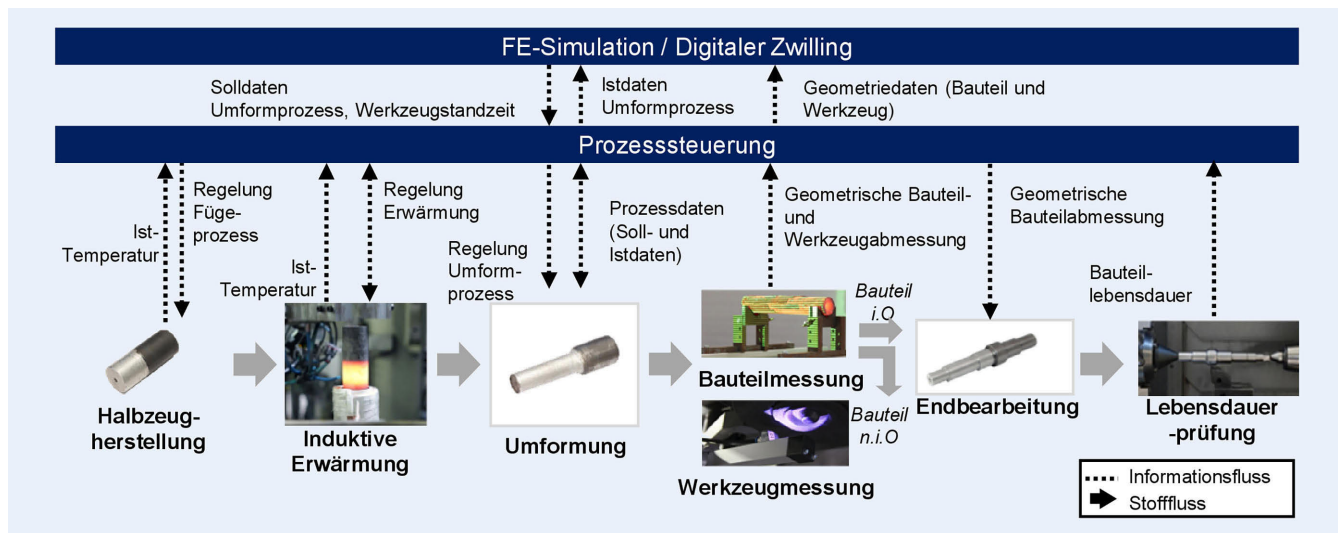 FE-Simulation / Digitaler Zwilling
Solldaten
Umformprozess, Werkzeugstandzeit
Istdaten
Umformprozess
Geometriedaten (Bauteil und
Werkzeug)
Prozesssteuerung
Ist-
Temperatur
Regelung
Füge-
prozess
Ist-
Temperatur
Regelung
Erwärmung
Regelung
Umform-
prozess
Prozessdaten
(Soll- und
Istdaten)
Geometrische Bauteil-
und
Werkzeugabmessung
Geometrische
Bauteilabmessung
Bauteil-
lebensdauer
Halbzeug-
herstellung
Induktive
Erwärmung
Umformung
Bauteilmessung
Werkzeugmessung
Bauteil
i.O
Bauteil
n.i.O
Endbearbeitung
Lebensdauer
-prüfung
Informationsfluss
Stofffluss